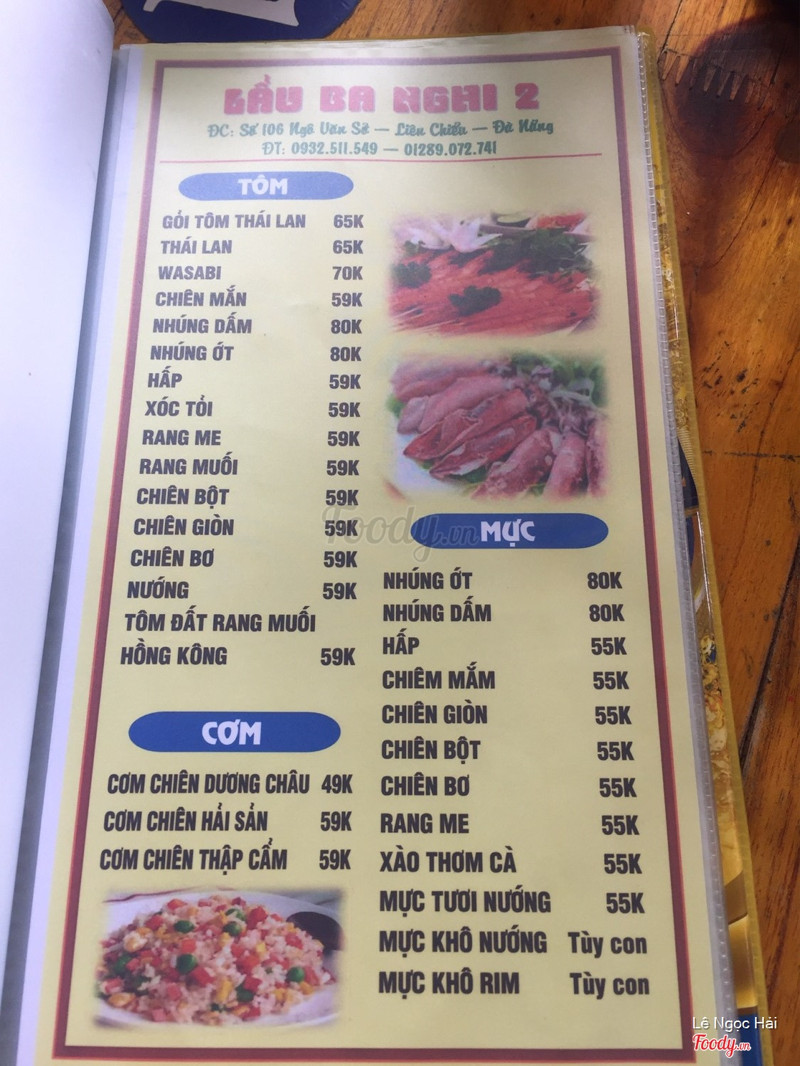 LẨU BA NGHI 2
ĐC: Số 106 Ngô Văn Sở — Liên Chiểu — Đà Nẵng
ĐT: 0932.511.549 — 01289.072.741
TÔM
GỎI TÔM THÁI LAN 65K
THÁI LAN 65K
WASABI 70K
CHIÊN MẮN 59K
NHÚNG DẤM 80K
NHÚNG ỚT 80K
HẤP 59K
XÓC TỎI 59K
RANG ME 59K
RANG MUỐI 59K
CHIÊN BỘT 59K
CHIÊN GIÒN 59K
CHIÊN BƠ 59K
NƯỚNG 59K
TÔM ĐẤT RANG MUỐI
HỒNG KÔNG 59K
CƠM
CƠM CHIÊN DƯƠNG CHÂU 49K
CƠM CHIÊN HẢI SẢN 59K
CƠM CHIÊN THẬP CẨM 59K
MỰC
NHÚNG ỚT 80K
NHÚNG DẤM 80K
HẤP 55K
CHIÊM MẮM 55K
CHIÊN GIÒN 55K
CHIÊN BỘT 55K
CHIÊN BƠ 55K
RANG ME 55K
XÀO THƠM CÀ 55K
MỰC TƯƠI NƯỚNG 55K
MỰC KHÔ NƯỚNG Tùy con
MỰC KHÔ RIM Tùy con
Foody.vn
Lê Ngọc Hải
Foody.vn